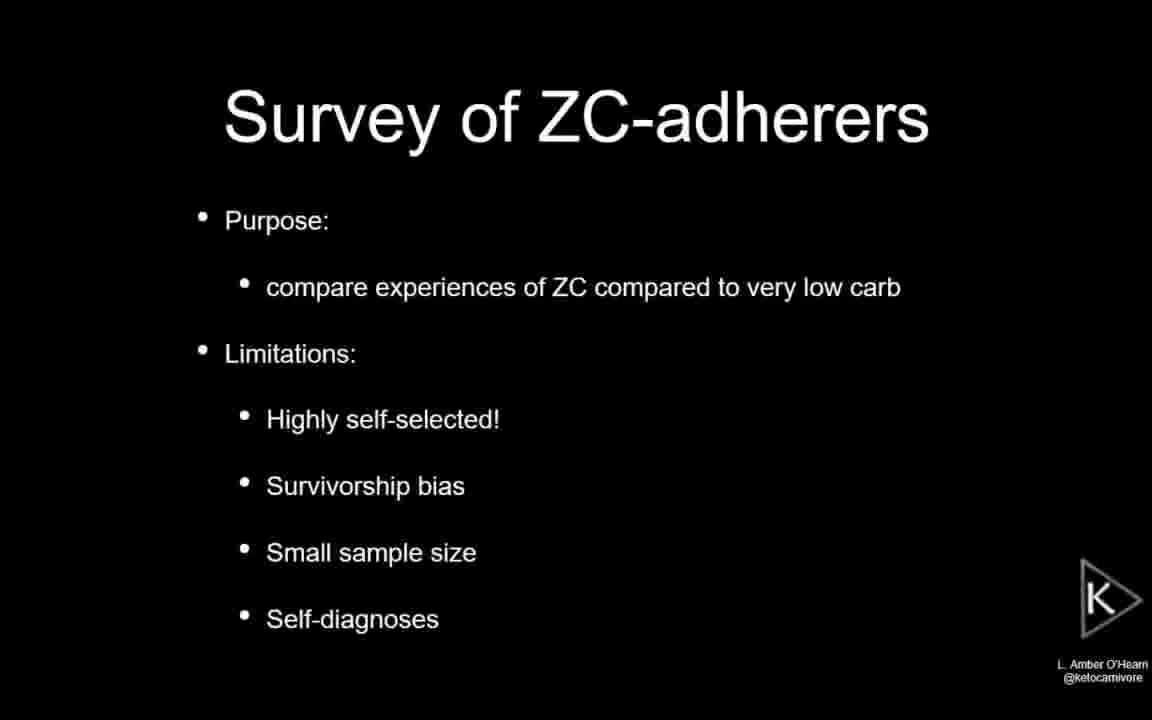 Survey of ZC-adherers
• Purpose:
• compare experiences of ZC compared to very low carb
• Limitations:
• Highly self-selected!
• Survivorship bias
• Small sample size
• Self-diagnoses
K
L. Amber O'Hearn
@ketocarnivore